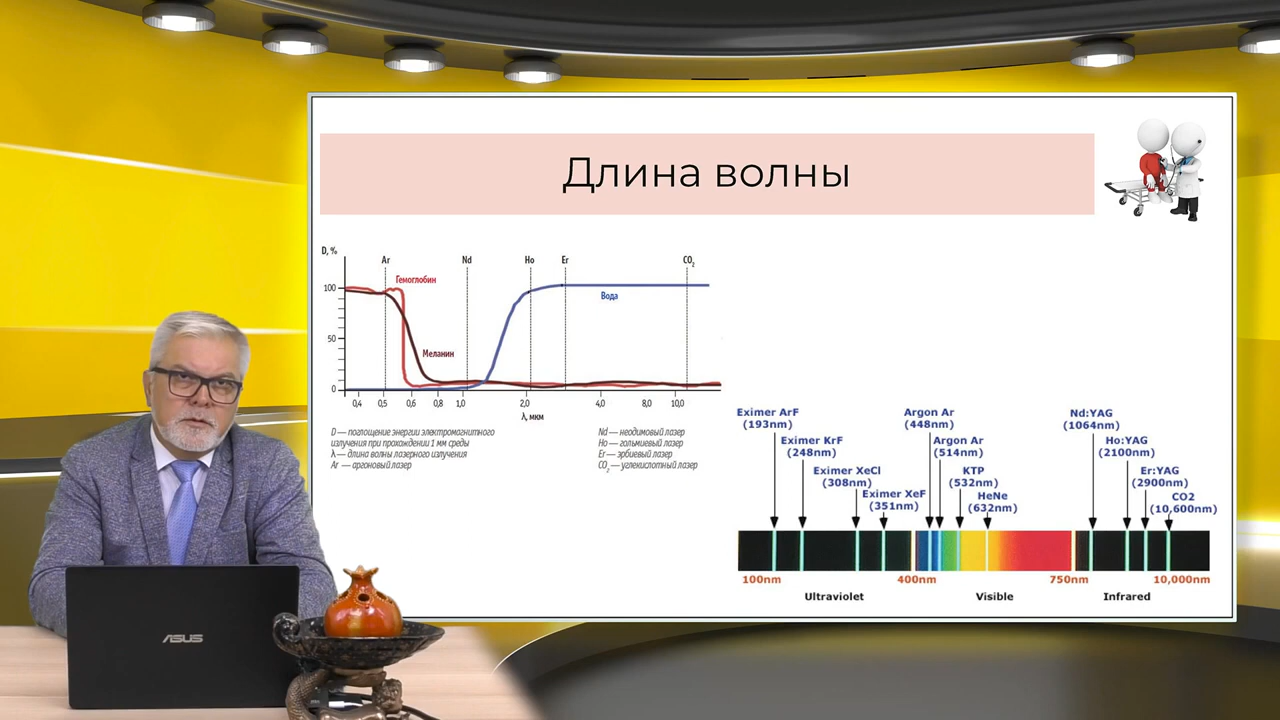 Длина волны
D, %
Ar
Nd
Ho
Er
CO2
Гемоглобин
100
Вода
50
Меланин
0
0,4
0,5
0,6
0,8
1,0
2,0
4,0
8,0
10,0
λ, мкм
D — поглощение энергии электромагнитного
излучения при прохождении 1 мм среды
λ — длина волны лазерного излучения
Ar — аргоновый лазер
Nd — неодимовый лазер
Ho — гольмиевый лазер
Er — эрбиевый лазер
CO2 — углекислотный лазер
Eximer ArF
(193nm)
Eximer KrF
(248nm)
Eximer XeCl
(308nm)
Eximer XeF
(351nm)
Argon Ar
(448nm)
Argon Ar
(514nm)
KTP
(532nm)
HeNe
(632nm)
Nd:YAG
(1064nm)
Ho:YAG
(2100nm)
Er:YAG
(2900nm)
CO2
(10,600nm)
100nm
400nm
750nm
10,000nm
Ultraviolet
Visible
Infrared
ASUS